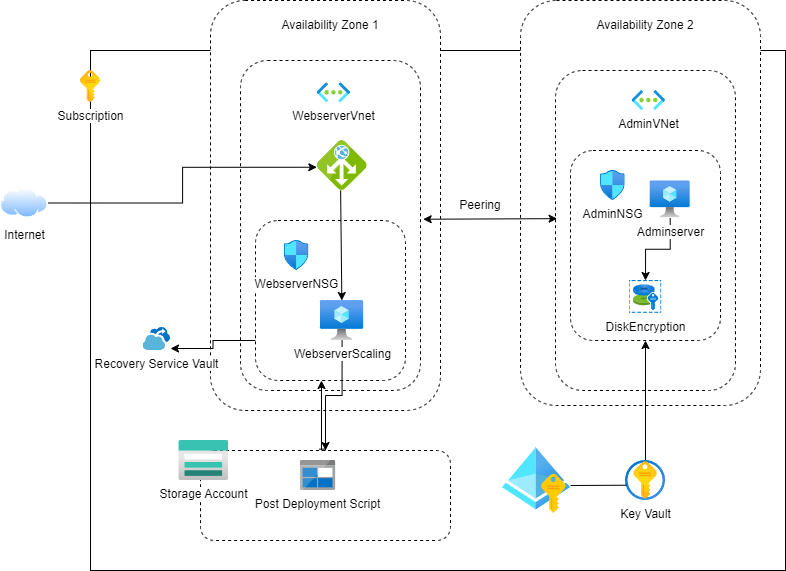 Availability Zone 1
Availability Zone 2
Subscription
WebserverVnet
AdminVNet
Internet
Peering
AdminNSG
Adminserver
WebserverNSG
DiskEncryption
WebserverScaling
Recovery Service Vault
Storage Account
Post Deployment Script
Key Vault